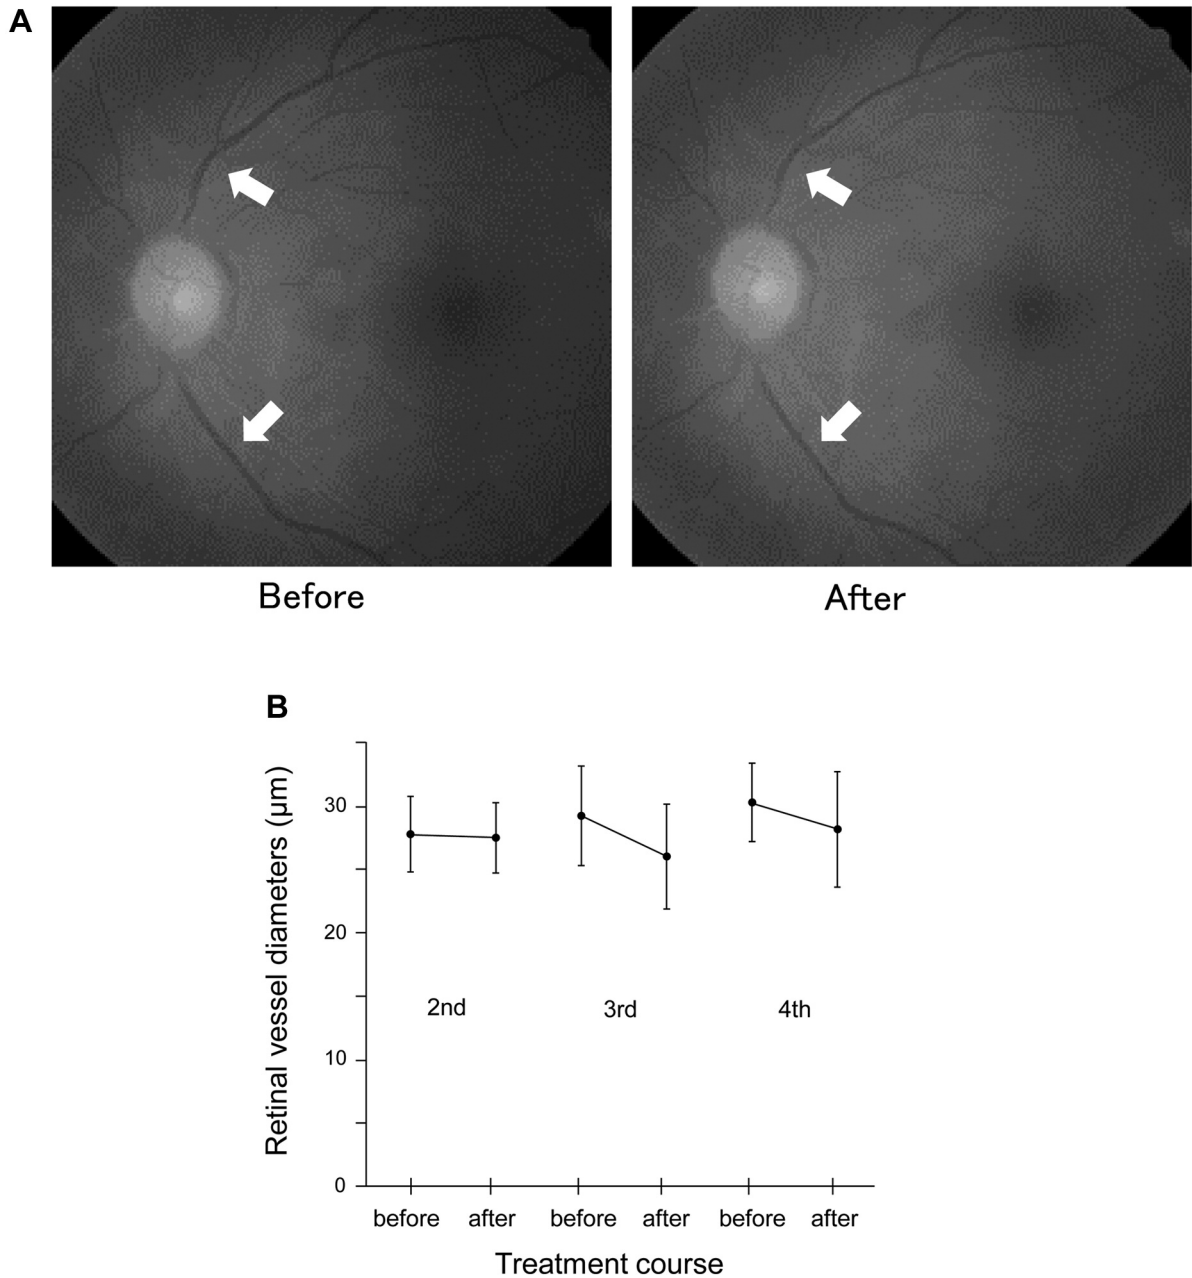 A
Before
After
B
Retinal vessel diameters (μm)
30
20
10
0
2nd
3rd
4th
before
after
before
after
before
after
Treatment course